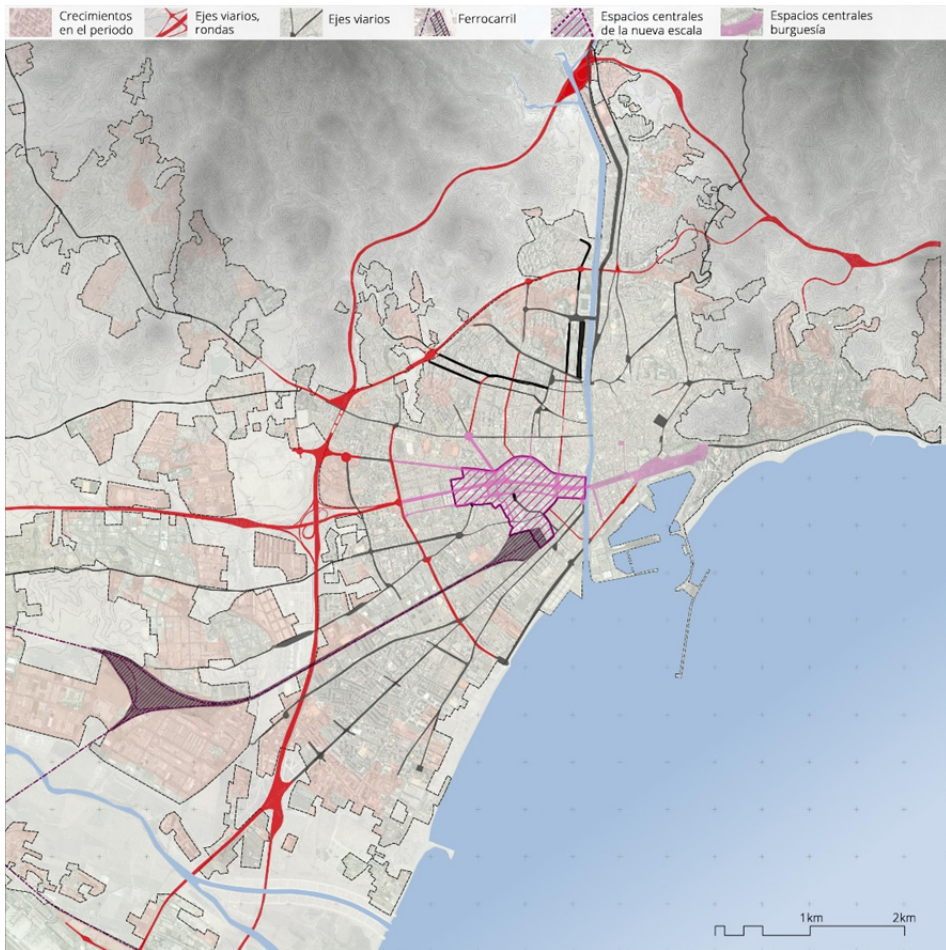 Crecimientos
en el periodo
Ejes viarios,
rondas
Ejes viarios
Ferrocarril
Espacios centrales
de la nueva escala
Espacios centrales
burguesía
1km
2km